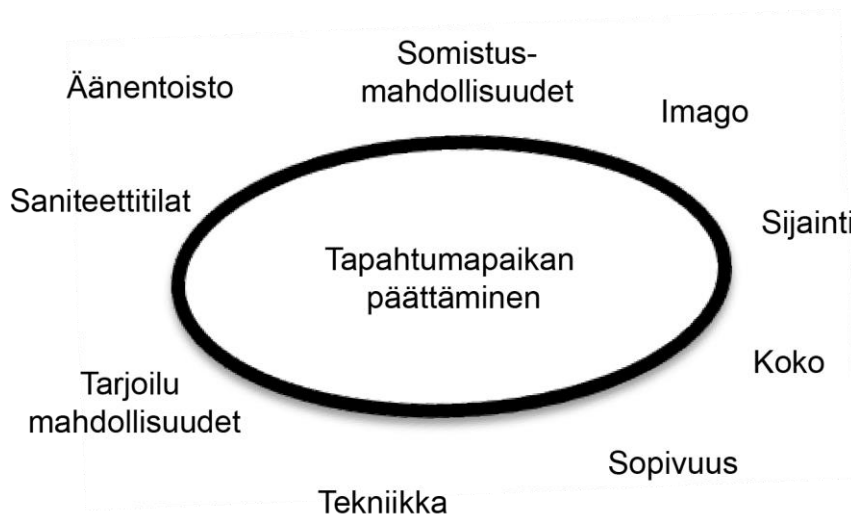 Somistus-
mahdollisuudet
Äänentoisto
Imago
Saniteettitilat
Sijainti
Tapahtumapaikan
päättäminen
Koko
Tarjoilu
mahdollisuudet
Sopivuus
Tekniikka